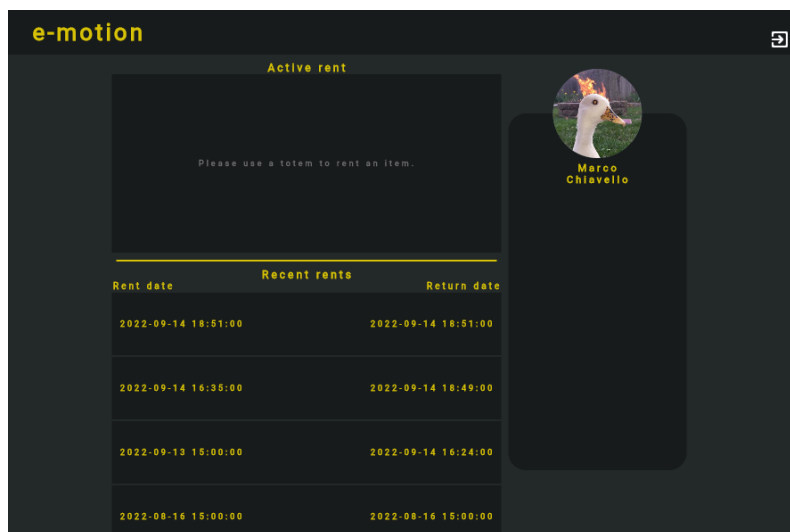 e-motion
Active rent
Please use a totem to rent an item.
Marco
Chiavello
Recent rents
Rent date Return date
2022-09-14 18:51:00 2022-09-14 18:51:00
2022-09-14 16:35:00 2022-09-14 18:49:00
2022-09-13 15:00:00 2022-09-14 16:24:00
2022-08-16 15:00:00 2022-08-16 15:00:00